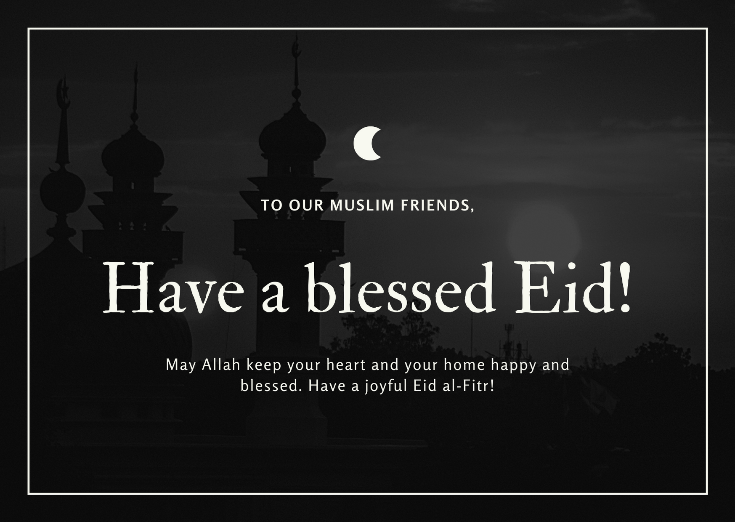 TO OUR MUSLIM FRIENDS,
Have a blessed Eid!
May Allah keep your heart and your home happy and
blessed. Have a joyful Eid al-Fitr!